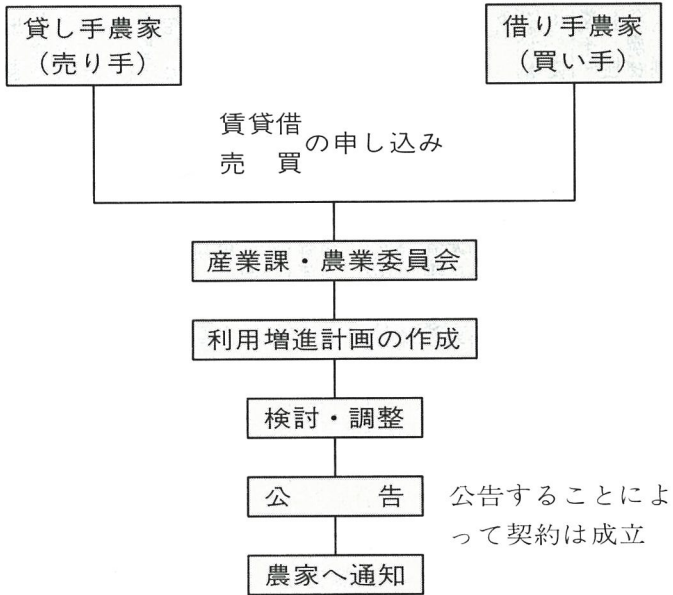 貸し手農家
(売り手)
借り手農家
(買い手)
賃貸借
売　買
の申し込み
産業課・農業委員会
利用増進計画の作成
検討・調整
公　　告
公告することによ
って契約は成立
農家へ通知